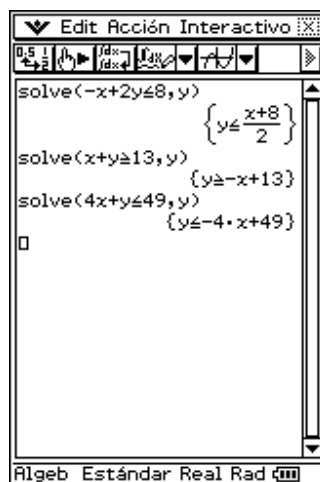 Edit Acción Interactivo
solve(-x+2y≤8,y)
{y≤x+8/2}
solve(x+y≥13,y)
{y≥-x+13}
solve(4x+y≤49,y)
{y≤-4·x+49}
Algeb Estándar Real Rad